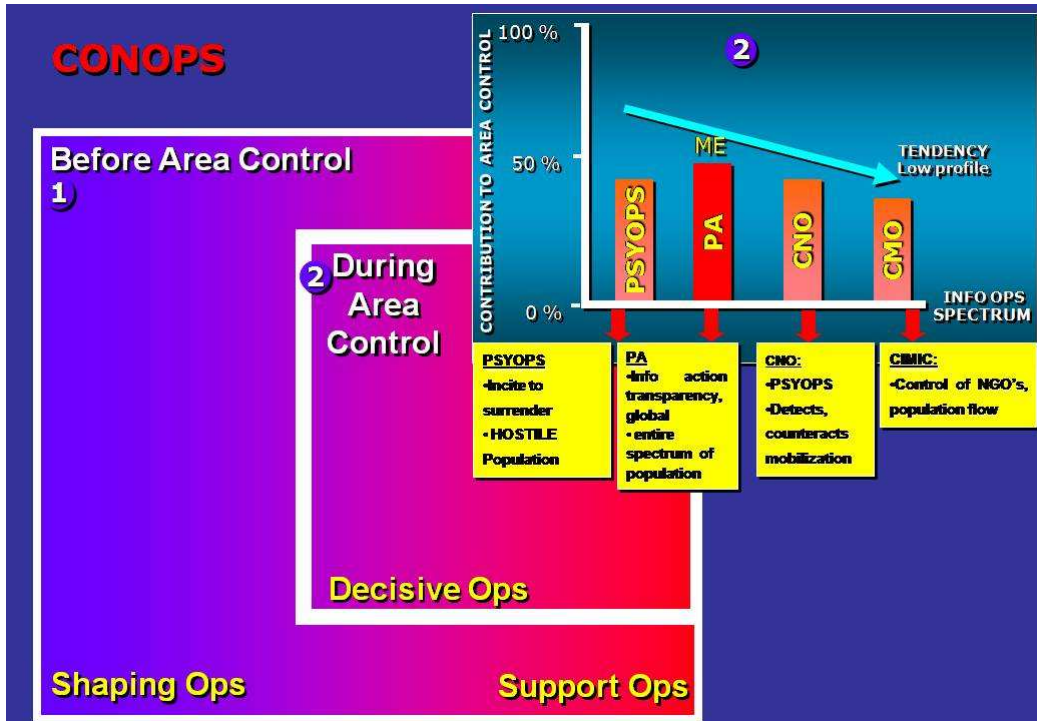 CONOPS
Before Area Control
1
2
During
Area
Control
Decisive Ops
Shaping Ops
Support Ops
CONTRIBUTION TO AREA CONTROL
100 %
50 %
0 %
2
ME
TENDENCY
Low profile
PSYOPS
PA
CNO
CMO
INFO OPS
SPECTRUM
PSYOPS
•Incite to
surrender
• HOSTILE
Population
PA
•Info action
transparency,
global
• entire
spectrum of
population
CNO:
•PSYOPS
•Detects,
counteracts
mobilization
CIMIC:
•Control of NGO's,
population flow